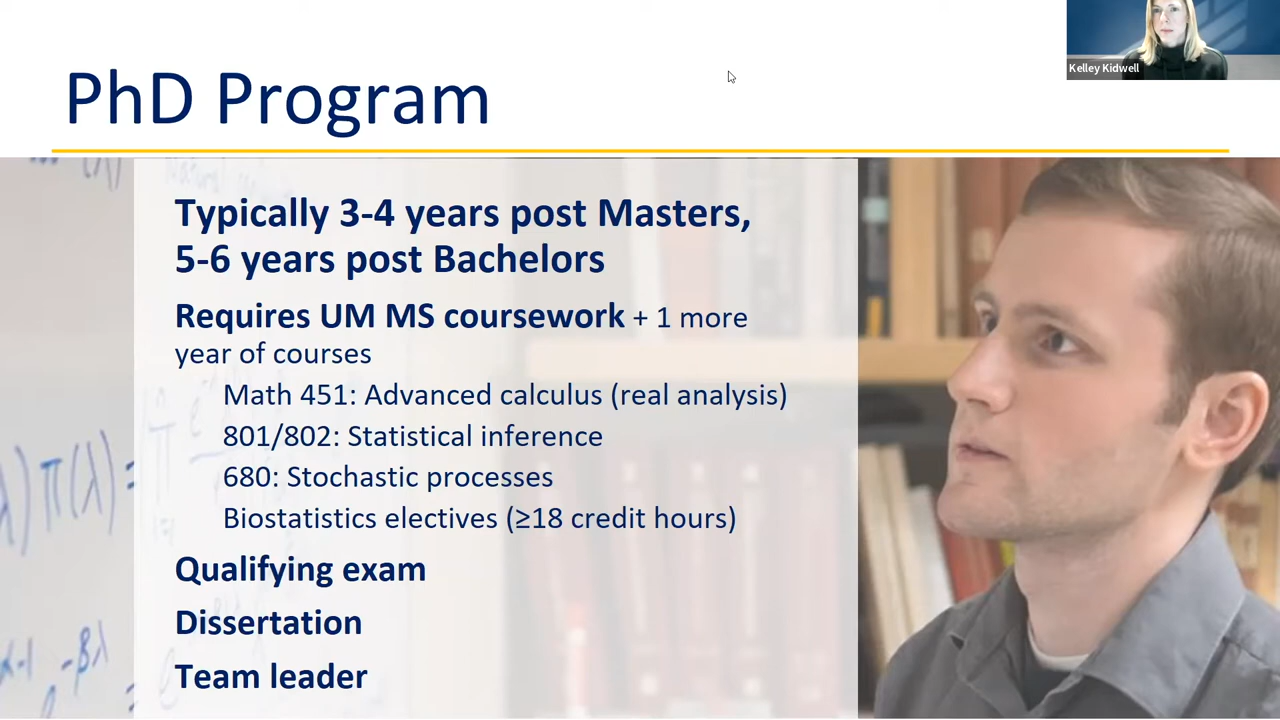 PhD Program
Kelley Kidwell
Typically 3-4 years post Masters,
5-6 years post Bachelors
Requires UM MS coursework + 1 more
year of courses
Math 451: Advanced calculus (real analysis)
801/802: Statistical inference
680: Stochastic processes
Biostatistics electives (≥18 credit hours)
Qualifying exam
Dissertation
Team leader
π(λ) =
-βλ